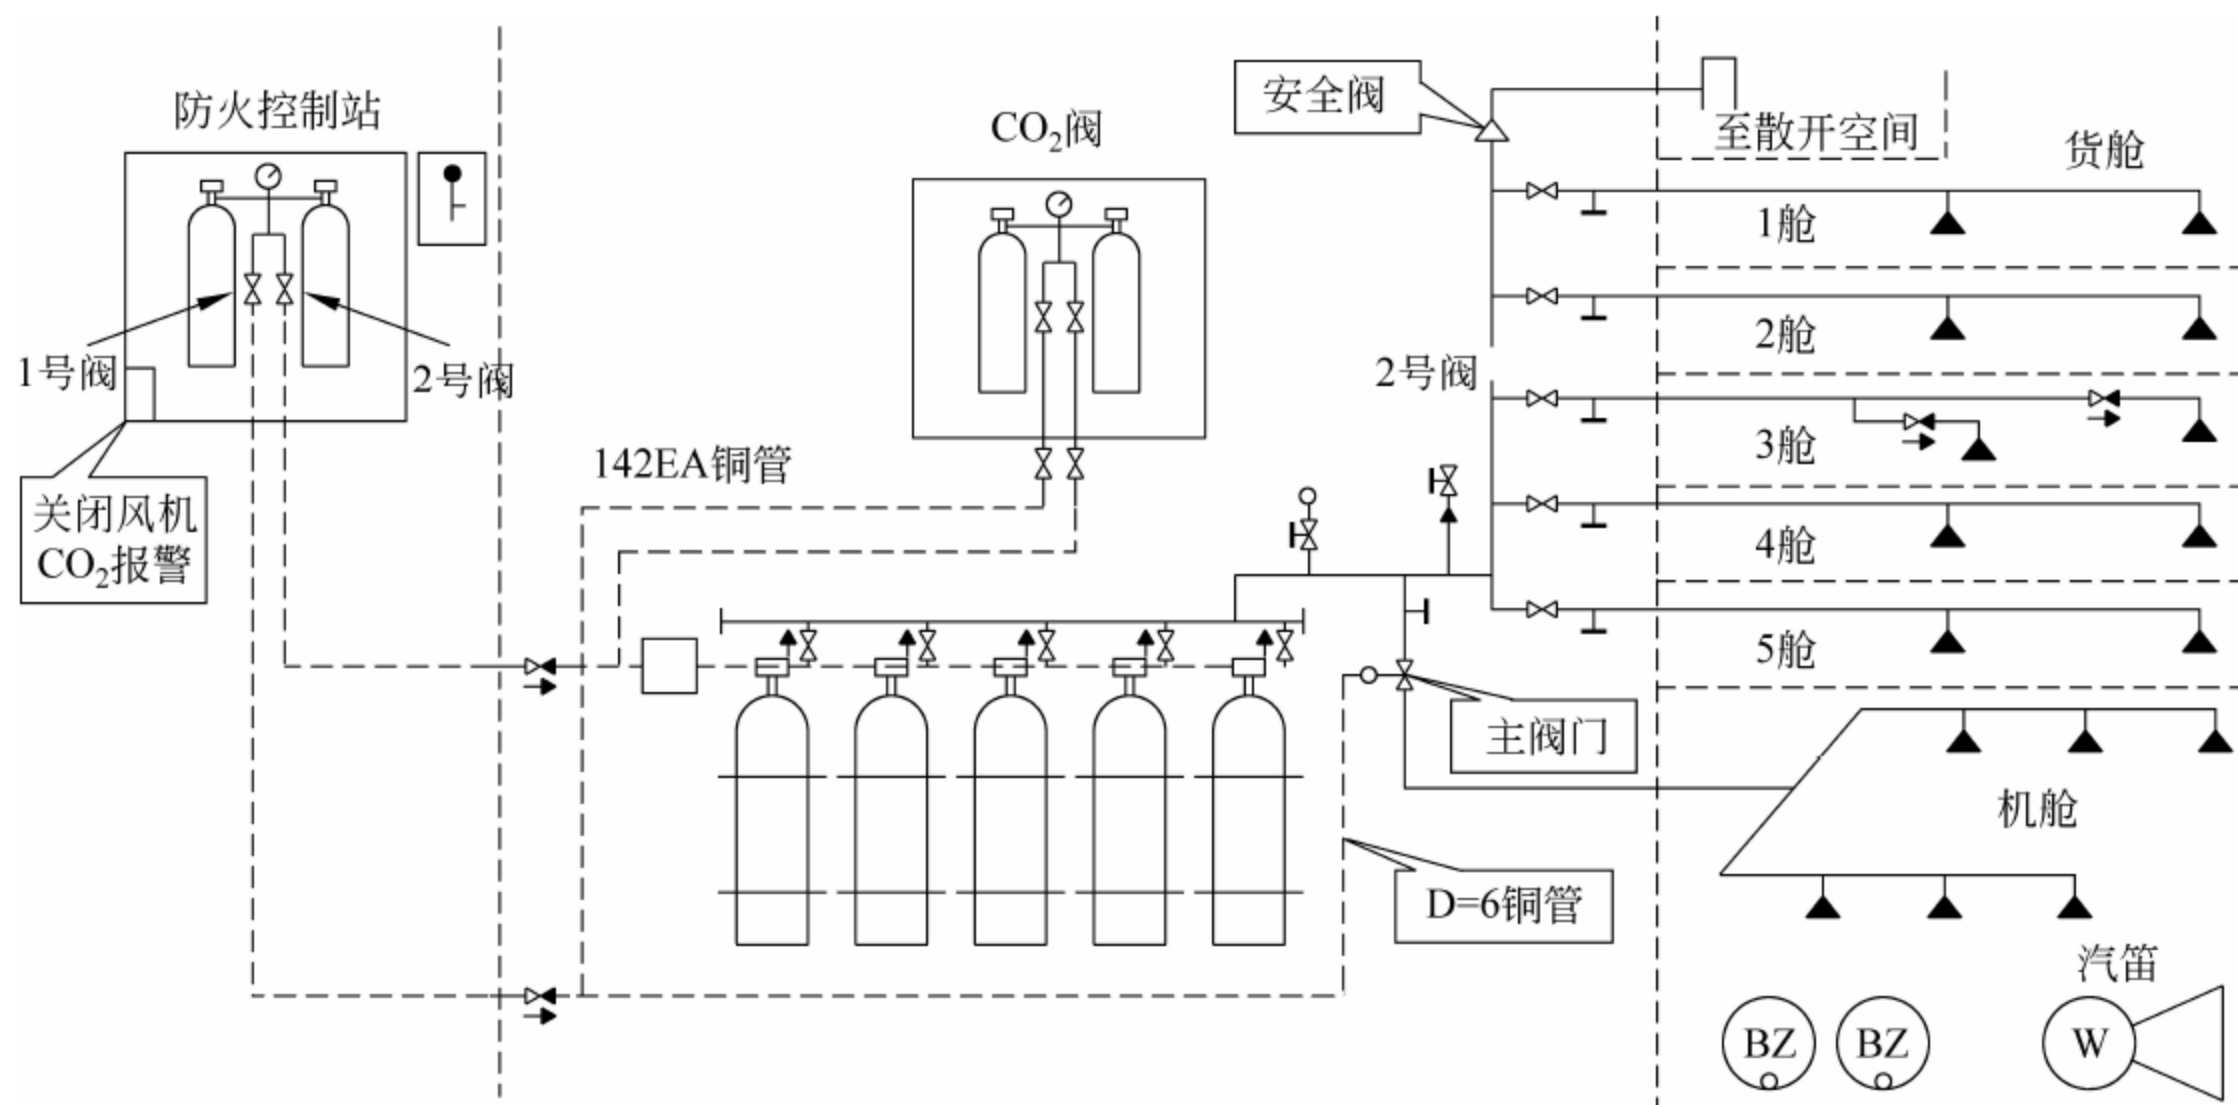 防火控制站
1号阀
2号阀
关闭风机
CO₂报警
CO₂阀
142EA铜管
安全阀
至散开空间
货舱
1舱
2舱
2号阀
3舱
4舱
5舱
主阀门
机舱
D=6铜管
汽笛
BZ
BZ
W